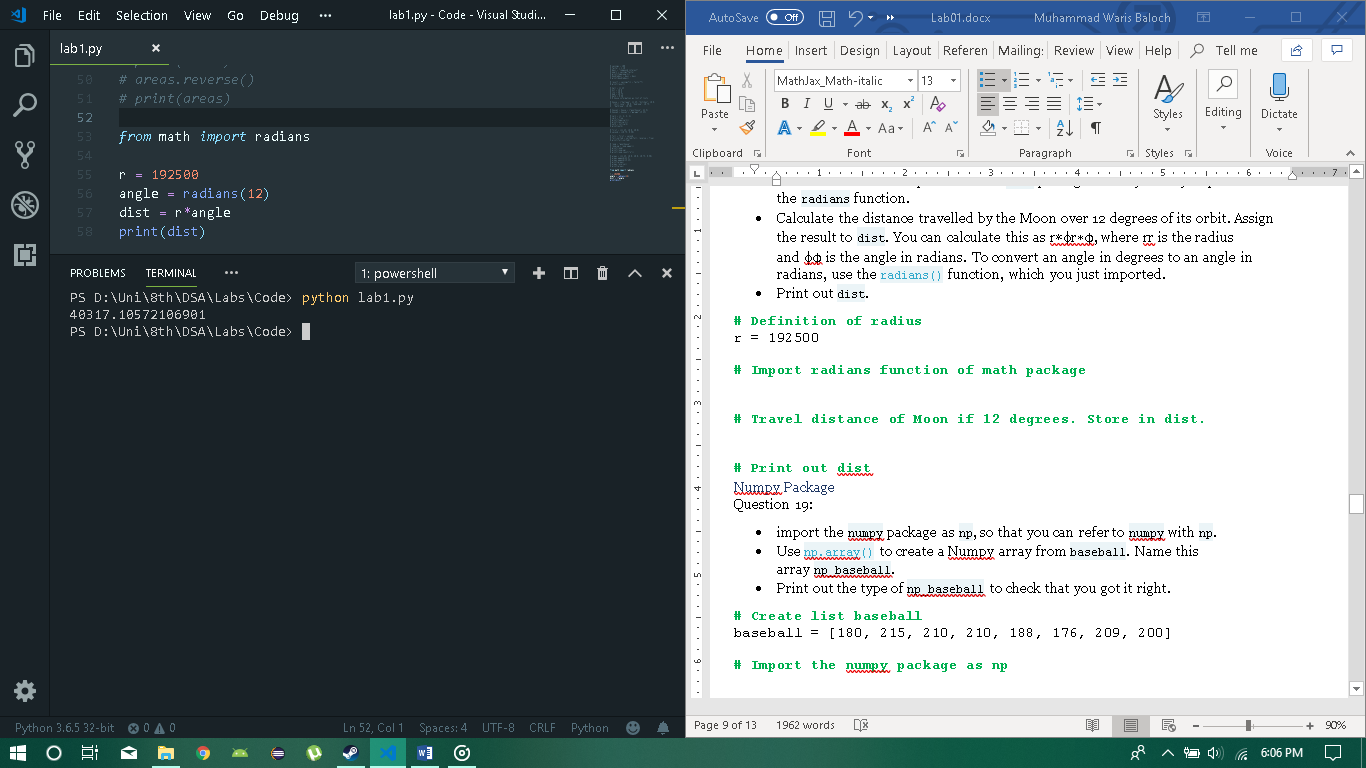 File Edit Selection View Go Debug ••• lab1.py - Code - Visual Studi...
lab1.py
50 # areas.reverse()
51 # print(areas)
52
53 from math import radians
54
55 r = 192500
56 angle = radians(12)
57 dist = r*angle
58 print(dist)
PROBLEMS TERMINAL ••• 1: powershell
PS D:\Uni\8th\DSA\Labs\Code> python lab1.py
40317.10572106901
PS D:\Uni\8th\DSA\Labs\Code>
Python 3.6.5 32-bit 0 0 Ln 52, Col 1 Spaces: 4 UTF-8 CRLF Python
AutoSave Off Lab01.docx Muhammad Waris Baloch
File Home Insert Design Layout Referen Mailing: Review View Help Tell me
MathJax_Math-italic 13
Paste B I U ab x₂ x² A Styles Editing Dictate
A A Aa A A
Clipboard Font Paragraph Styles Voice
1 2 3 4 5 6 7
the radians function.
• Calculate the distance travelled by the Moon over 12 degrees of its orbit. Assign
the result to dist. You can calculate this as r*ϕr*ϕ, where rr is the radius
and ϕϕ is the angle in radians. To convert an angle in degrees to an angle in
radians, use the radians() function, which you just imported.
• Print out dist.
# Definition of radius
r = 192500
# Import radians function of math package
# Travel distance of Moon if 12 degrees. Store in dist.
# Print out dist
Numpy Package
Question 19:
• import the numpy package as np, so that you can refer to numpy with np.
• Use np.array() to create a Numpy array from baseball. Name this
array np_baseball.
• Print out the type of np_baseball to check that you got it right.
# Create list baseball
baseball = [180, 215, 210, 210, 188, 176, 209, 200]
# Import the numpy package as np
Page 9 of 13 1962 words 90%
6:06 PM